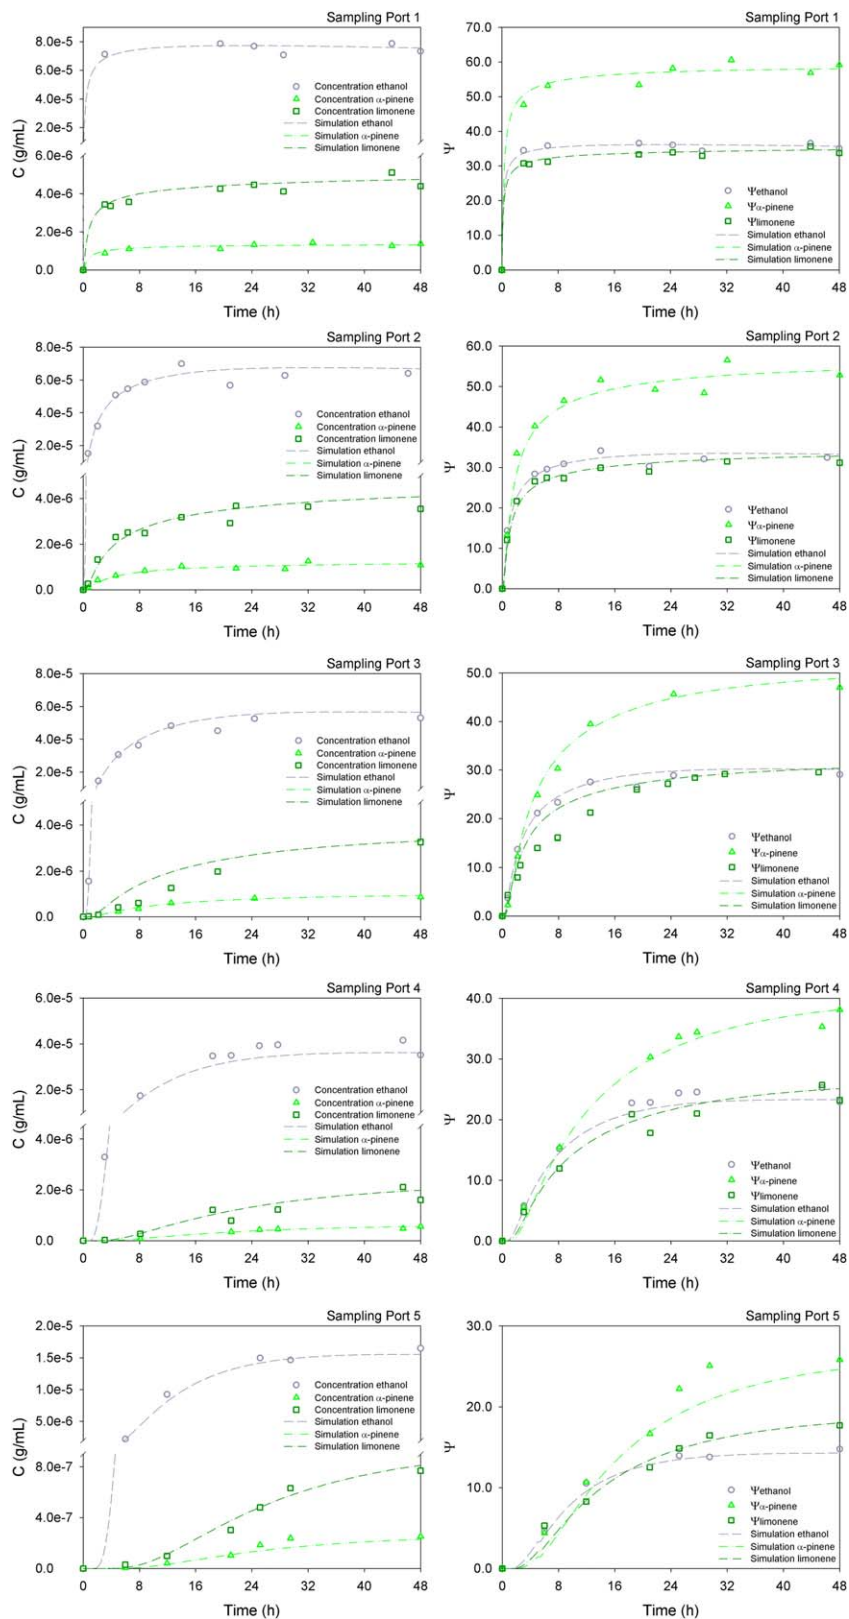 Sampling Port 1
C (g/mL)
8.0e-5
7.0e-5
6.0e-5
5.0e-5
6.0e-6
4.0e-6
2.0e-6
0.0
Concentration ethanol
Concentration α-pinene
Concentration limonene
Simulation ethanol
Simulation α-pinene
Simulation limonene
0 8 16 24 32 40 48
Time (h)
Sampling Port 1
Ψ
70.0
60.0
50.0
40.0
30.0
20.0
10.0
0.0
Ψethanol
Ψα-pinene
Ψlimonene
Simulation ethanol
Simulation α-pinene
Simulation limonene
0 8 16 24 32 40 48
Time (h)
Sampling Port 2
C (g/mL)
8.0e-5
6.0e-5
4.0e-5
2.0e-5
4.0e-6
2.0e-6
0.0
Concentration ethanol
Concentration α-pinene
Concentration limonene
Simulation ethanol
Simulation α-pinene
Simulation limonene
0 8 16 24 32 40 48
Time (h)
Sampling Port 2
Ψ
60.0
50.0
40.0
30.0
20.0
10.0
0.0
Ψethanol
Ψα-pinene
Ψlimonene
Simulation ethanol
Simulation α-pinene
Simulation limonene
0 8 16 24 32 40 48
Time (h)
Sampling Port 3
C (g/mL)
8.0e-5
6.0e-5
4.0e-5
2.0e-5
4.0e-6
2.0e-6
0.0
Concentration ethanol
Concentration α-pinene
Concentration limonene
Simulation ethanol
Simulation α-pinene
Simulation limonene
0 8 16 24 32 40 48
Time (h)
Sampling Port 3
Ψ
50.0
40.0
30.0
20.0
10.0
0.0
Ψethanol
Ψα-pinene
Ψlimonene
Simulation ethanol
Simulation α-pinene
Simulation limonene
0 8 16 24 32 40 48
Time (h)
Sampling Port 4
C (g/mL)
6.0e-5
4.0e-5
2.0e-5
4.0e-6
2.0e-6
0.0
Concentration ethanol
Concentration α-pinene
Concentration limonene
Simulation ethanol
Simulation α-pinene
Simulation limonene
0 8 16 24 32 40 48
Time (h)
Sampling Port 4
Ψ
50.0
40.0
30.0
20.0
10.0
0.0
Ψethanol
Ψα-pinene
Ψlimonene
Simulation ethanol
Simulation α-pinene
Simulation limonene
0 8 16 24 32 40 48
Time (h)
Sampling Port 5
C (g/mL)
2.0e-5
1.5e-5
1.0e-5
5.0e-6
8.0e-7
4.0e-7
0.0
Concentration ethanol
Concentration α-pinene
Concentration limonene
Simulation ethanol
Simulation α-pinene
Simulation limonene
0 8 16 24 32 40 48
Time (h)
Sampling Port 5
Ψ
30.0
20.0
10.0
0.0
Ψethanol
Ψα-pinene
Ψlimonene
Simulation ethanol
Simulation α-pinene
Simulation limonene
0 8 16 24 32 40 48
Time (h)